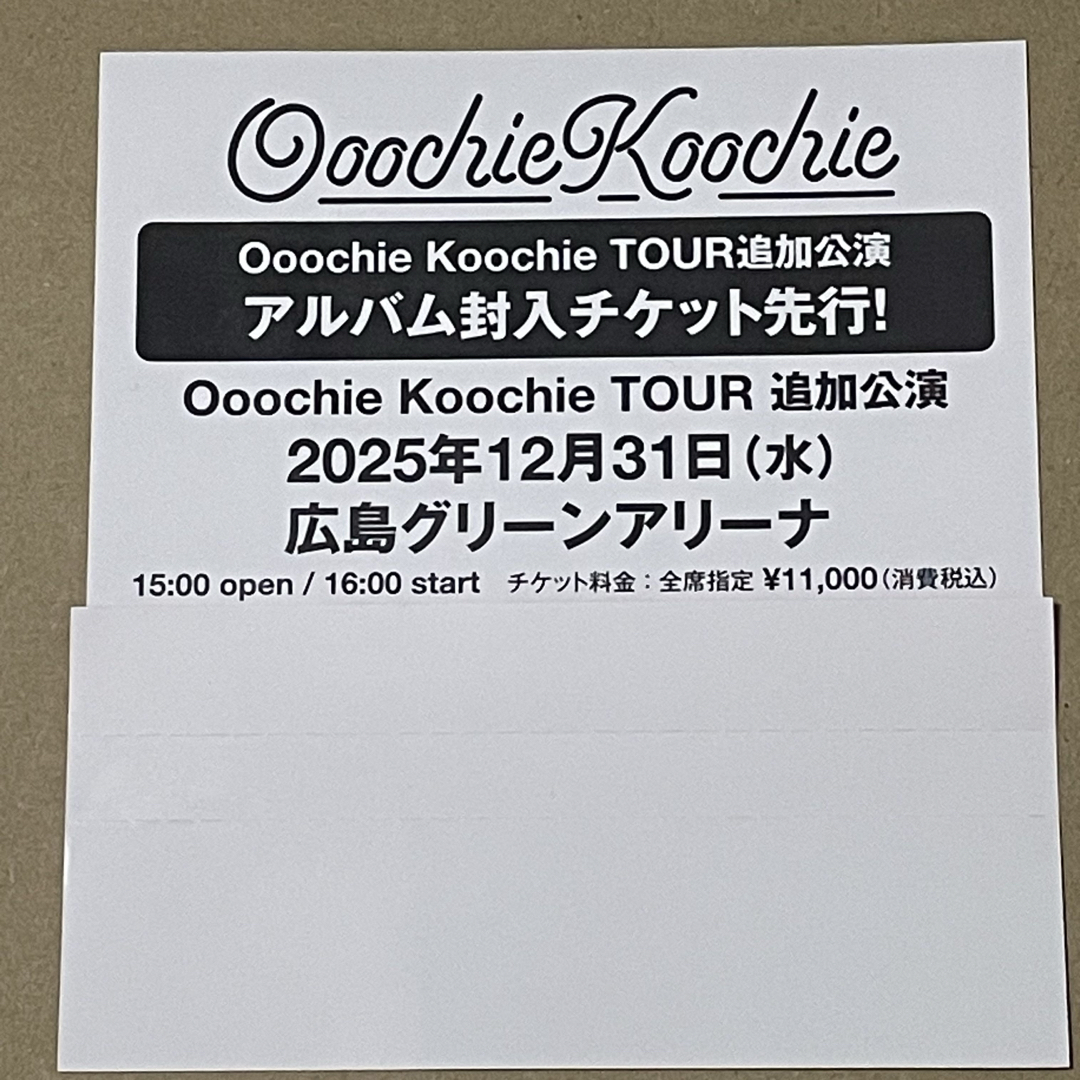 Ooochie Koochie
Ooochie Koochie TOUR追加公演
アルバム封入チケット先行!
Ooochie Koochie TOUR 追加公演
2025年12月31日(水)
広島グリーンアリーナ
15:00 open / 16:00 start チケット料金:全席指定 ¥11,000(消費税込)